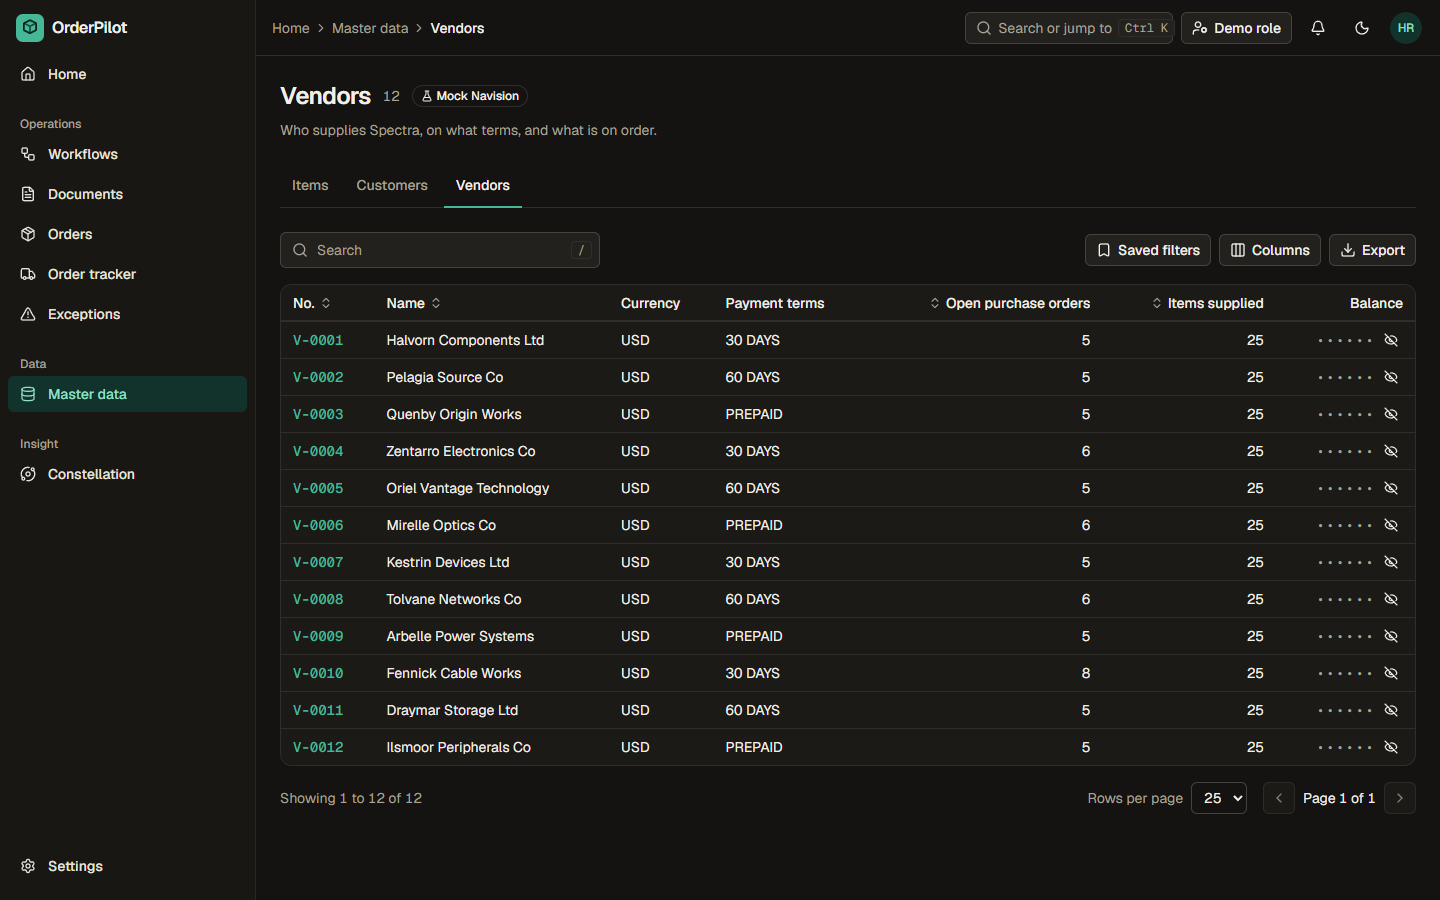 OrderPilot
Home
Operations
Workflows
Documents
Orders
Order tracker
Exceptions
Data
Master data
Insight
Constellation
Settings
Home > Master data > Vendors
Search or jump to Ctrl K
Demo role
HR
Vendors 12 Mock Navision
Who supplies Spectra, on what terms, and what is on order.
Items Customers Vendors
Search /
Saved filters Columns Export
No. Name Currency Payment terms Open purchase orders Items supplied Balance
V-0001 Halvorn Components Ltd USD 30 DAYS 5 25 ••••••
V-0002 Pelagia Source Co USD 60 DAYS 5 25 ••••••
V-0003 Quenby Origin Works USD PREPAID 5 25 ••••••
V-0004 Zentarro Electronics Co USD 30 DAYS 6 25 ••••••
V-0005 Oriel Vantage Technology USD 60 DAYS 5 25 ••••••
V-0006 Mirelle Optics Co USD PREPAID 6 25 ••••••
V-0007 Kestrin Devices Ltd USD 30 DAYS 5 25 ••••••
V-0008 Tolvane Networks Co USD 60 DAYS 6 25 ••••••
V-0009 Arbelle Power Systems USD PREPAID 5 25 ••••••
V-0010 Fennick Cable Works USD 30 DAYS 8 25 ••••••
V-0011 Draymar Storage Ltd USD 60 DAYS 5 25 ••••••
V-0012 Ilsmoor Peripherals Co USD PREPAID 5 25 ••••••
Showing 1 to 12 of 12
Rows per page 25 Page 1 of 1